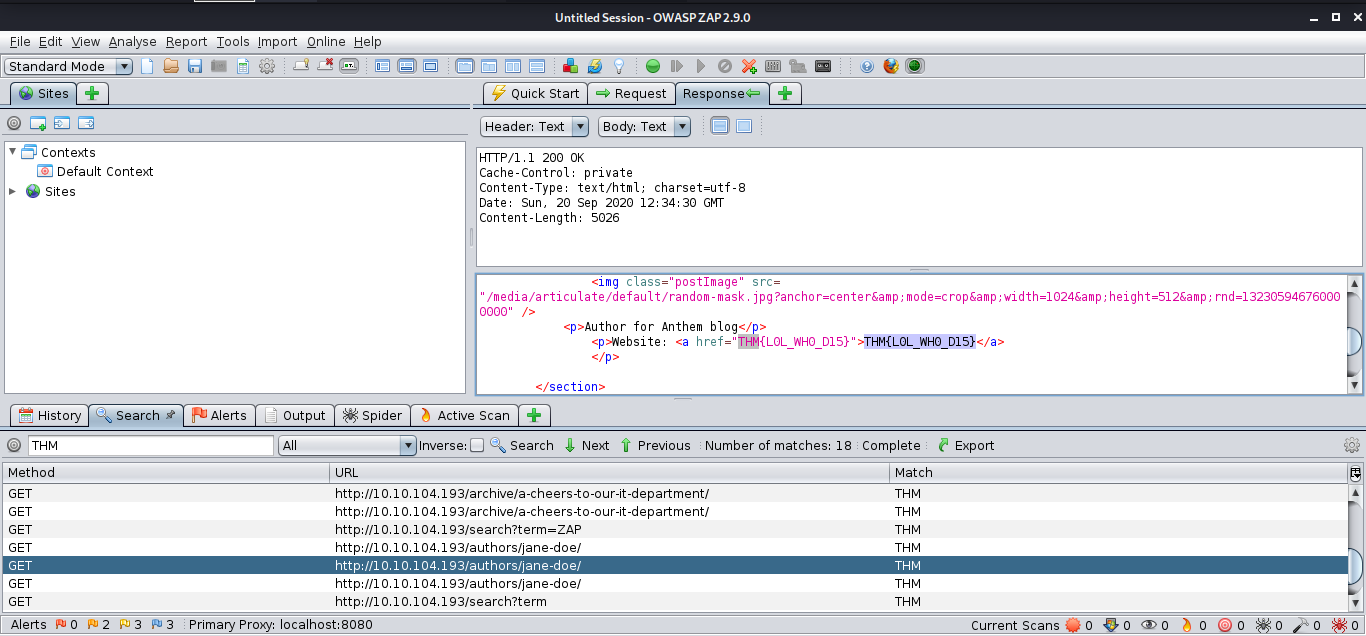 Untitled Session - OWASP ZAP 2.9.0
File Edit View Analyse Report Tools Import Online Help
Standard Mode
Sites
Quick Start Request Response
Header: Text Body: Text
Contexts
Default Context
Sites
HTTP/1.1 200 OK
Cache-Control: private
Content-Type: text/html; charset=utf-8
Date: Sun, 20 Sep 2020 12:34:30 GMT
Content-Length: 5026
<img class="postImage" src=
"/media/articulate/default/random-mask.jpg?anchor=center&amp;mode=crop&amp;width=1024&amp;height=512&amp;rnd=13230594676000
0000" />
<p>Author for Anthem blog</p>
<p>Website: <a href="THM{L0L_WH0_D15}">THM{L0L_WH0_D15}</a>
</p>
</section>
History Search Alerts Output Spider Active Scan
THM All Inverse: Search Next Previous Number of matches: 18 Complete Export
Method URL Match
GET http://10.10.104.193/archive/a-cheers-to-our-it-department/ THM
GET http://10.10.104.193/archive/a-cheers-to-our-it-department/ THM
GET http://10.10.104.193/search?term=ZAP THM
GET http://10.10.104.193/authors/jane-doe/ THM
GET http://10.10.104.193/authors/jane-doe/ THM
GET http://10.10.104.193/authors/jane-doe/ THM
GET http://10.10.104.193/search?term THM
Alerts 0 2 3 3 Primary Proxy: localhost:8080 Current Scans 0 0 0 0 0 0 0 0